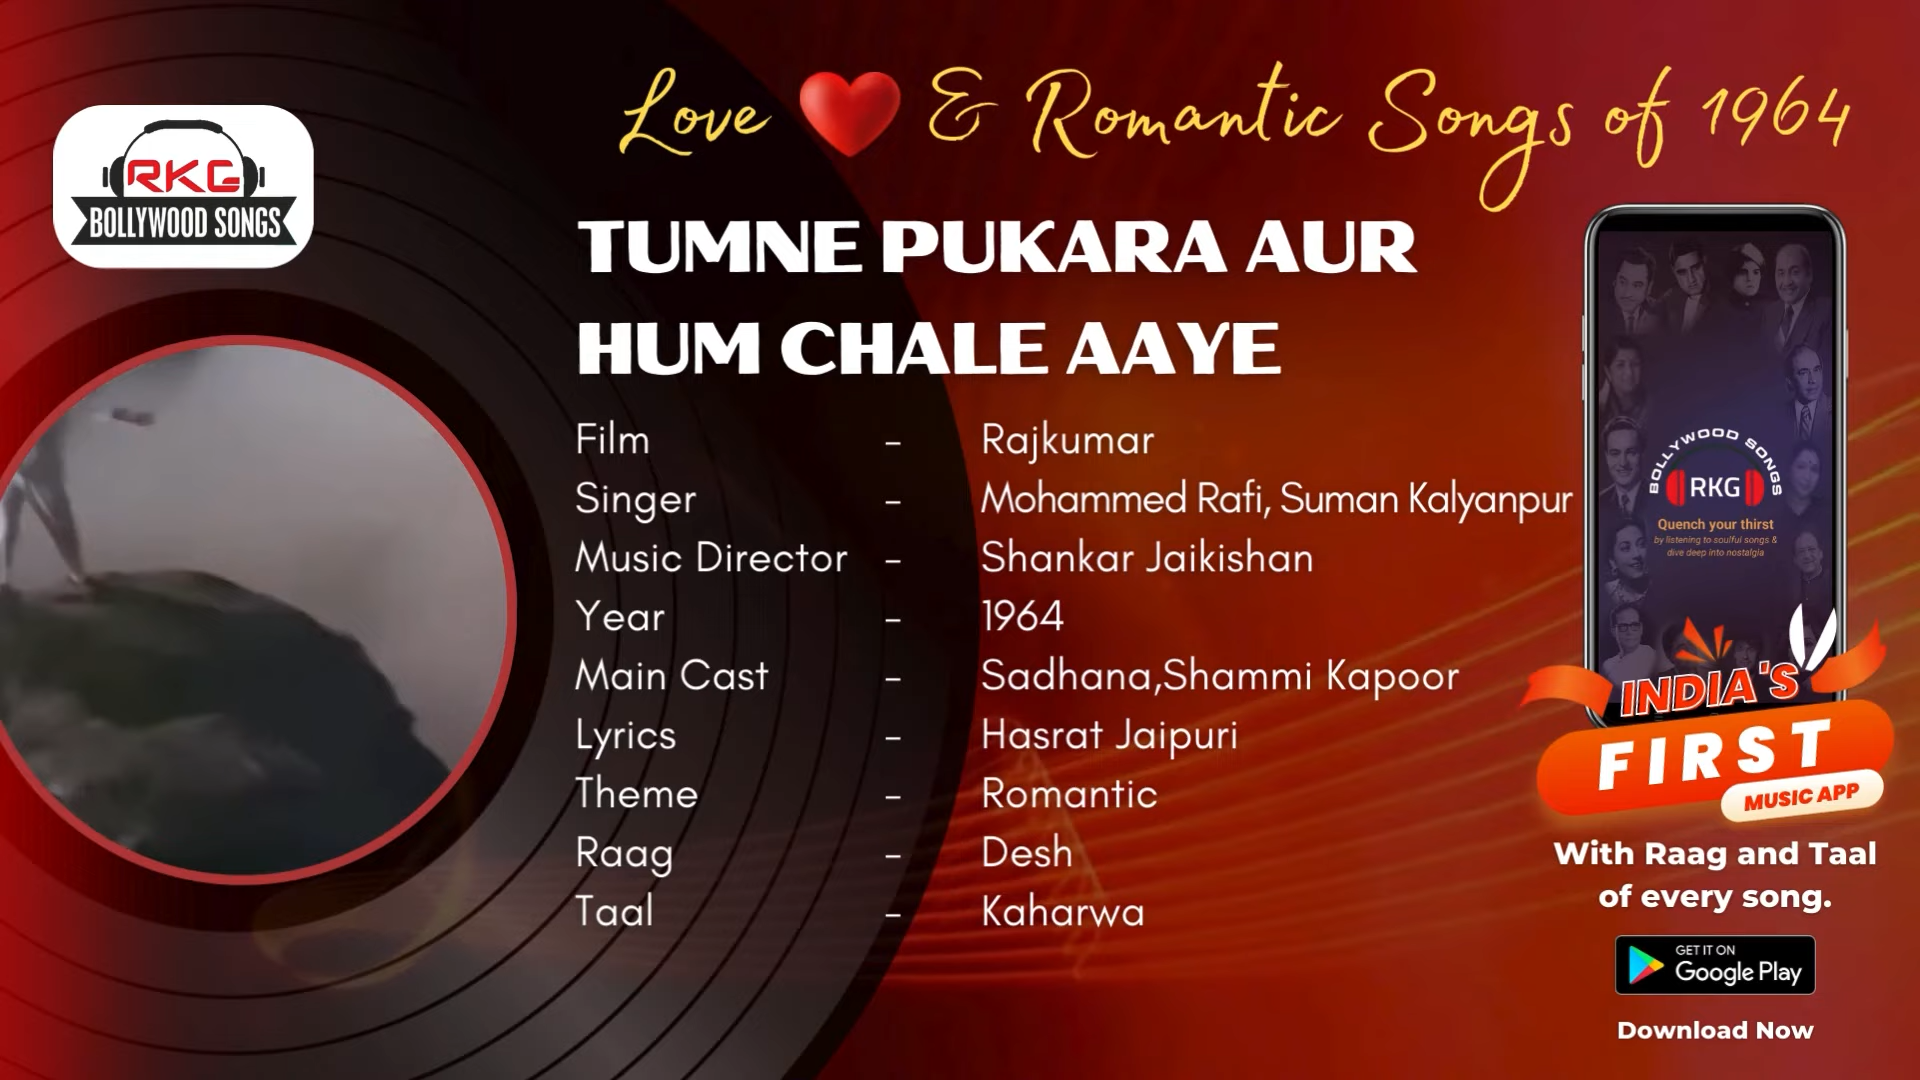 Love ❤ & Romantic Songs of 1964
RKG
BOLLYWOOD SONGS
TUMNE PUKARA AUR
HUM CHALE AAYE
Film - Rajkumar
Singer - Mohammed Rafi, Suman Kalyanpur
Music Director - Shankar Jaikishan
Year - 1964
Main Cast - Sadhana,Shammi Kapoor
Lyrics - Hasrat Jaipuri
Theme - Romantic
Raag - Desh
Taal - Kaharwa
BOLLYWOOD SONGS
RKG
Quench your thirst
by listening to soulful songs &
dive deep into nostalgia
INDIA'S
FIRST
MUSIC APP
With Raag and Taal
of every song.
GET IT ON
Google Play
Download Now